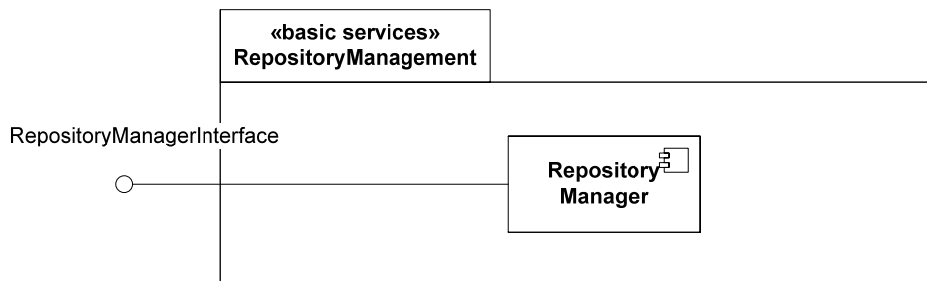 «basic services»
RepositoryManagement
RepositoryManagerInterface
Repository
Manager